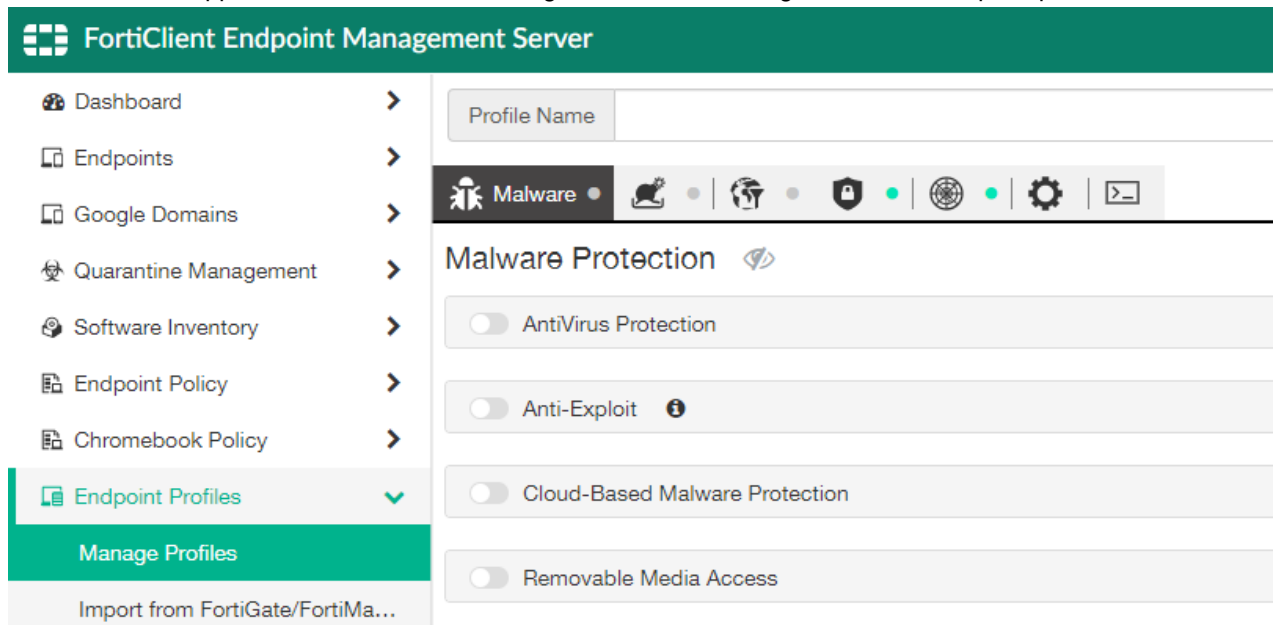 FortiClient Endpoint Management Server
Dashboard
Endpoints
Google Domains
Quarantine Management
Software Inventory
Endpoint Policy
Chromebook Policy
Endpoint Profiles
Manage Profiles
Import from FortiGate/FortiMa...
Profile Name
Malware
Malware Protection
AntiVirus Protection
Anti-Exploit
Cloud-Based Malware Protection
Removable Media Access